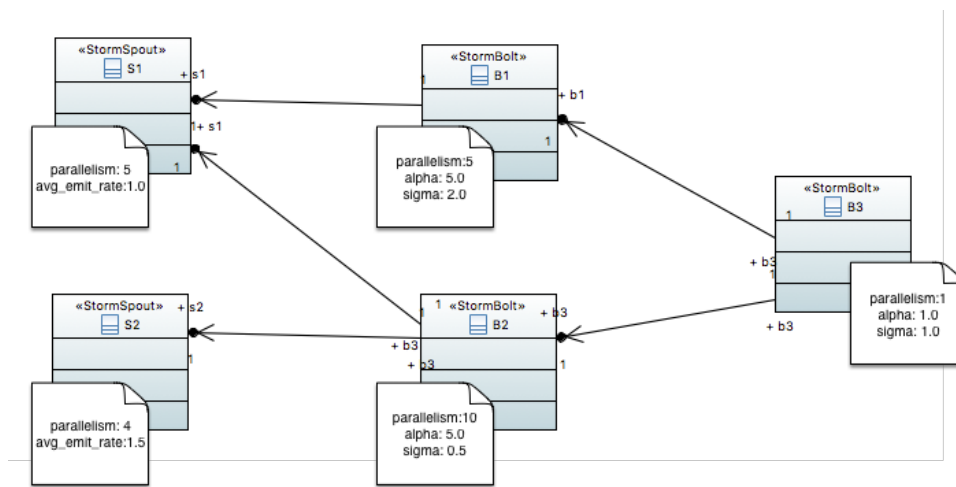 «StormSpout»
S1
+ s1
1+ s1
1
parallelism: 5
avg_emit_rate:1.0
«StormBolt»
B1
1
+ b1
1
parallelism:5
alpha: 5.0
sigma: 2.0
«StormBolt»
B3
1
+ b3
1
+ b3
parallelism:1
alpha: 1.0
sigma: 1.0
«StormSpout»
S2
+ s2
1
parallelism: 4
avg_emit_rate:1.5
«StormBolt»
B2
1
1
+ b3
+ b3
+ b3
1
parallelism:10
alpha: 5.0
sigma: 0.5